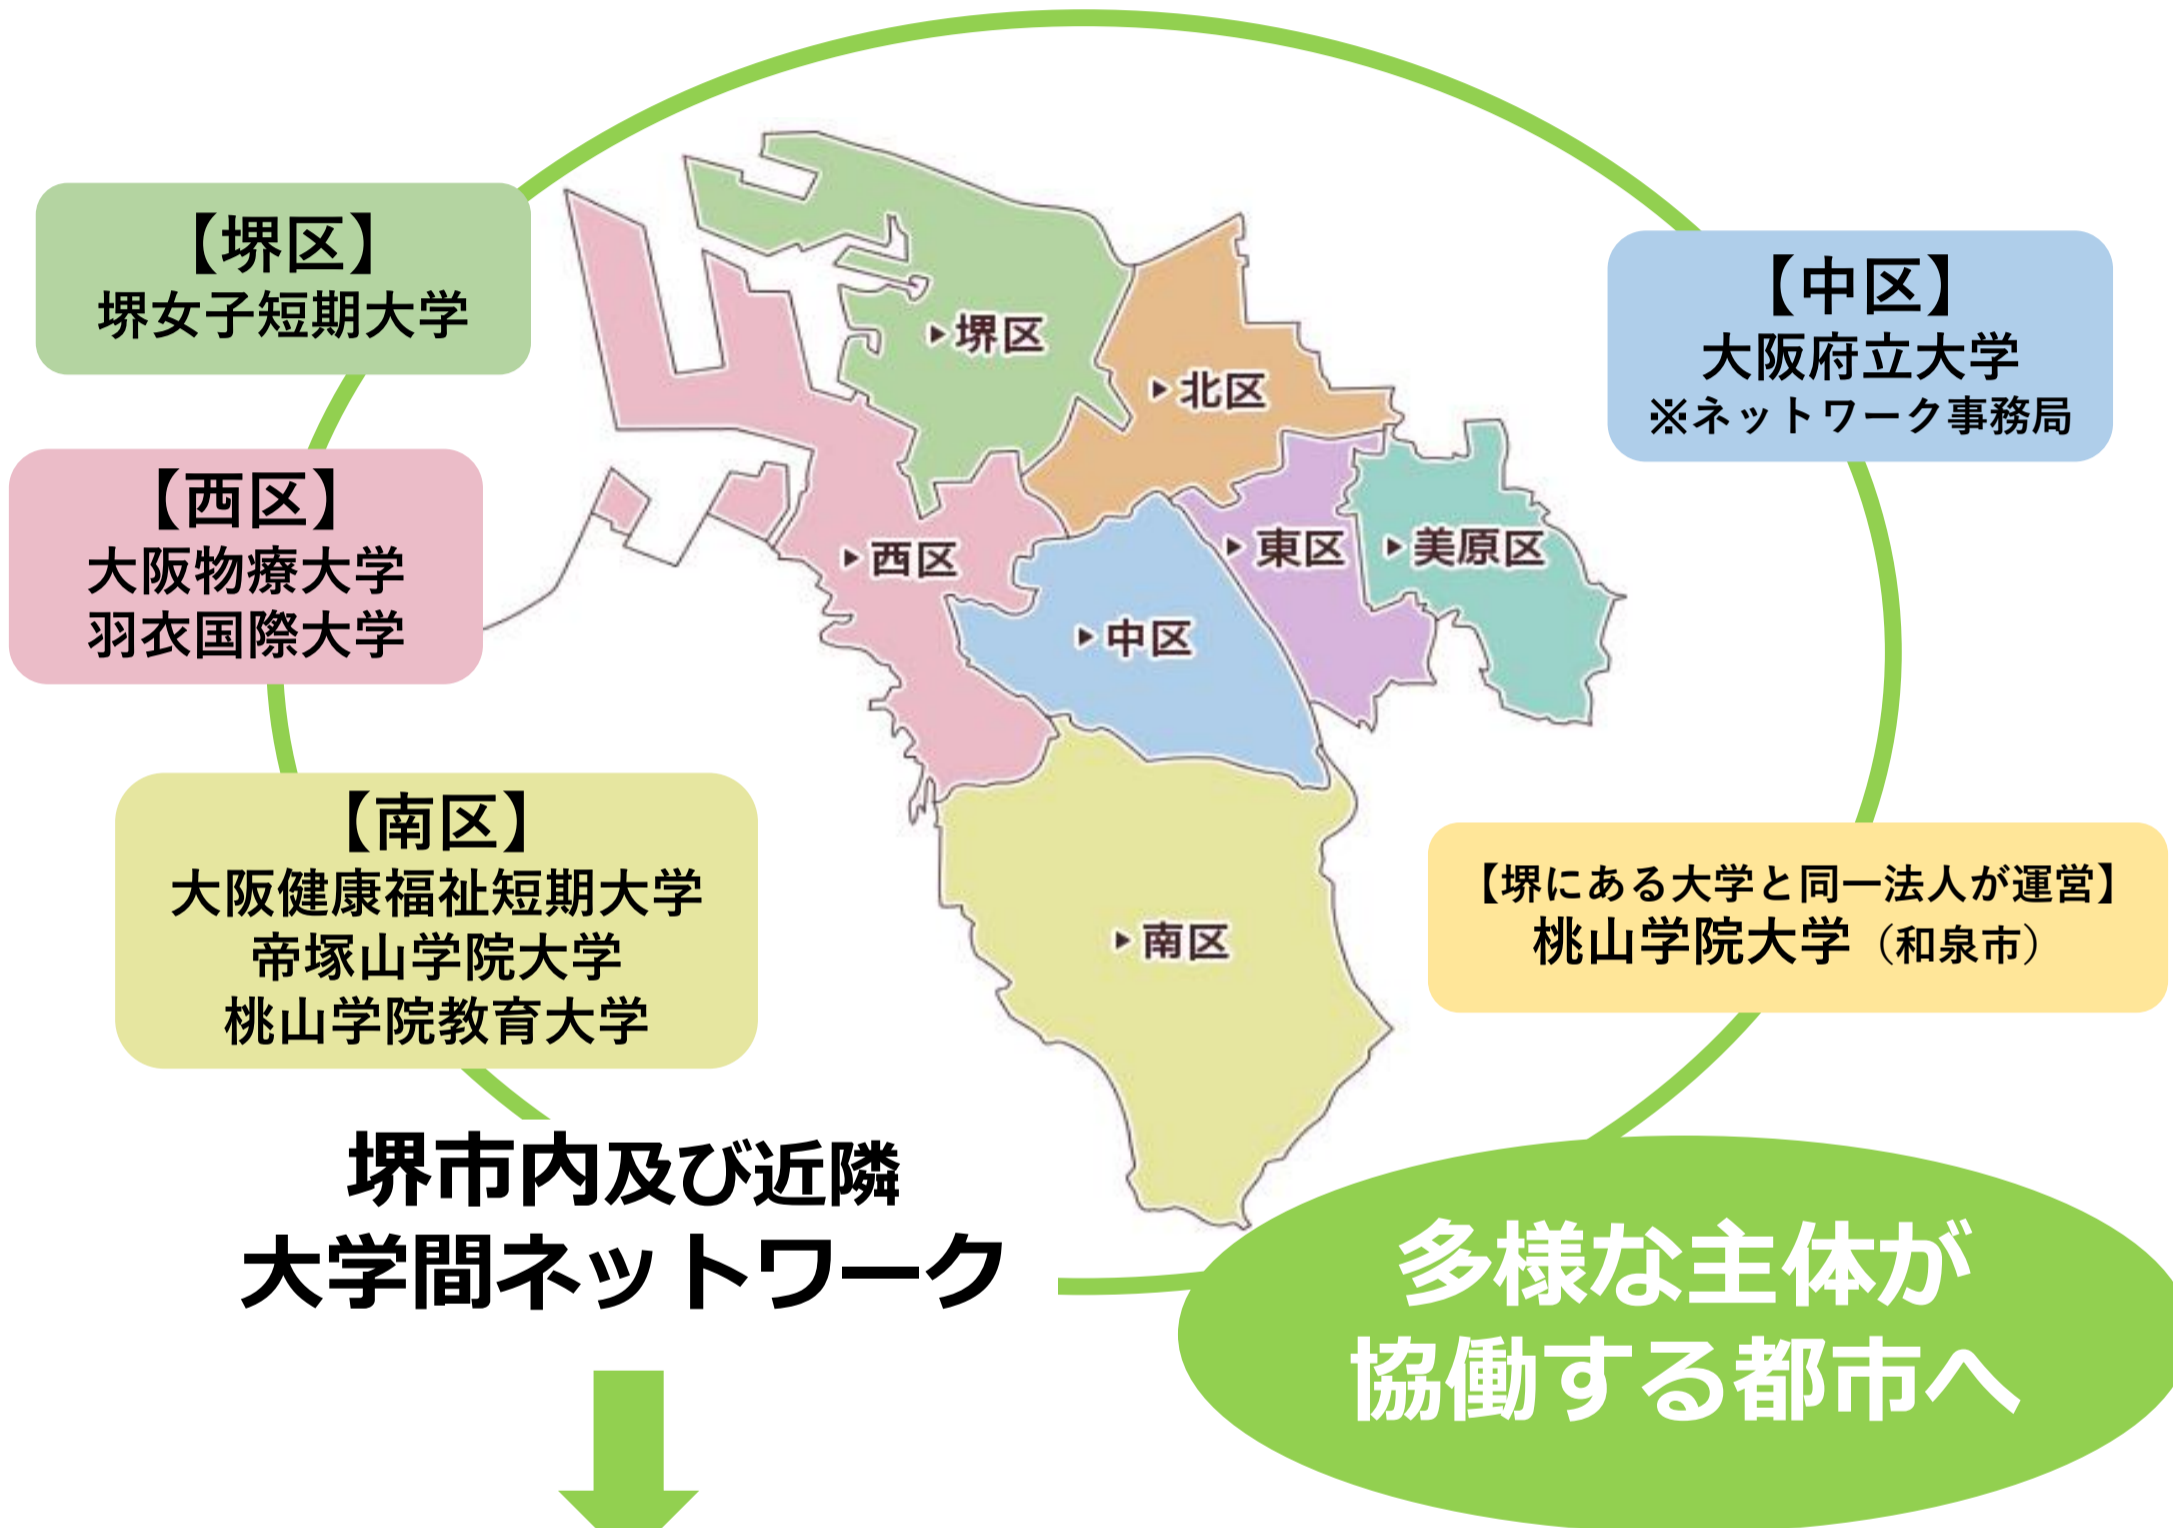 【堺区】
堺女子短期大学
【西区】
大阪物療大学
羽衣国際大学
【南区】
大阪健康福祉短期大学
帝塚山学院大学
桃山学院教育大学
▶堺区
▶北区
▶西区
▶東区
▶美原区
▶中区
▶南区
【中区】
大阪府立大学
※ネットワーク事務局
【堺にある大学と同一法人が運営】
桃山学院大学（和泉市）
堺市内及び近隣
大学間ネットワーク
多様な主体が
協働する都市へ